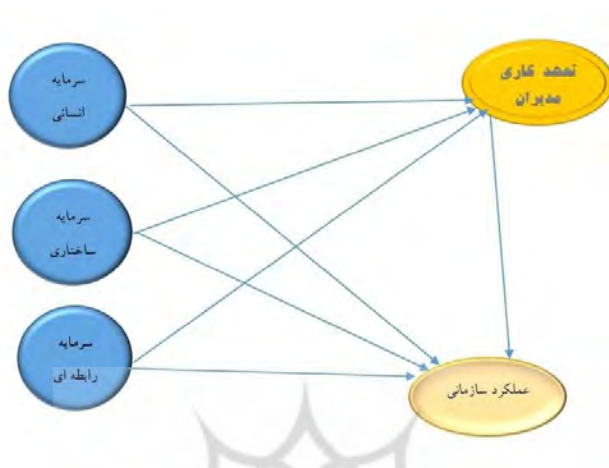 سرمایه
انسانی
تعهد کاری
مدیران
سرمایه
ساختاری
سرمایه
رابطه ای
عملکرد سازمانی